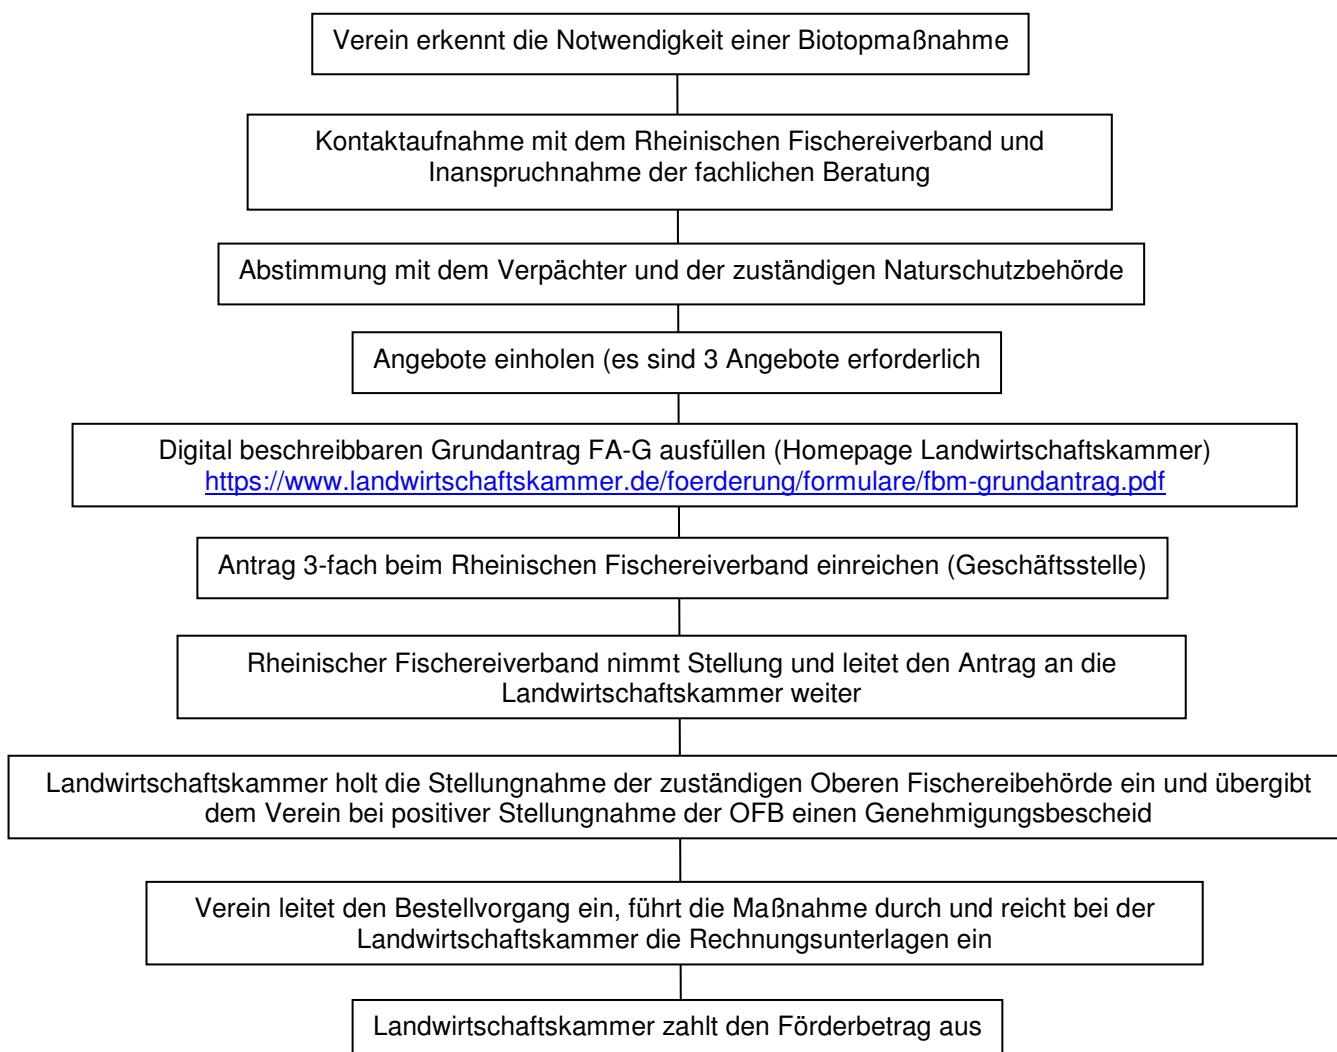 Verein erkennt die Notwendigkeit einer Biotopmaßnahme
Kontaktaufnahme mit dem Rheinischen Fischereiverband und
Inanspruchnahme der fachlichen Beratung
Abstimmung mit dem Verpächter und der zuständigen Naturschutzbehörde
Angebote einholen (es sind 3 Angebote erforderlich
Digital beschreibbaren Grundantrag FA-G ausfüllen (Homepage Landwirtschaftskammer)
https://www.landwirtschaftskammer.de/foerderung/formulare/fbm-grundantrag.pdf
Antrag 3-fach beim Rheinischen Fischereiverband einreichen (Geschäftsstelle)
Rheinischer Fischereiverband nimmt Stellung und leitet den Antrag an die
Landwirtschaftskammer weiter
Landwirtschaftskammer holt die Stellungnahme der zuständigen Oberen Fischereibehörde ein und übergibt
dem Verein bei positiver Stellungnahme der OFB einen Genehmigungsbescheid
Verein leitet den Bestellvorgang ein, führt die Maßnahme durch und reicht bei der
Landwirtschaftskammer die Rechnungsunterlagen ein
Landwirtschaftskammer zahlt den Förderbetrag aus